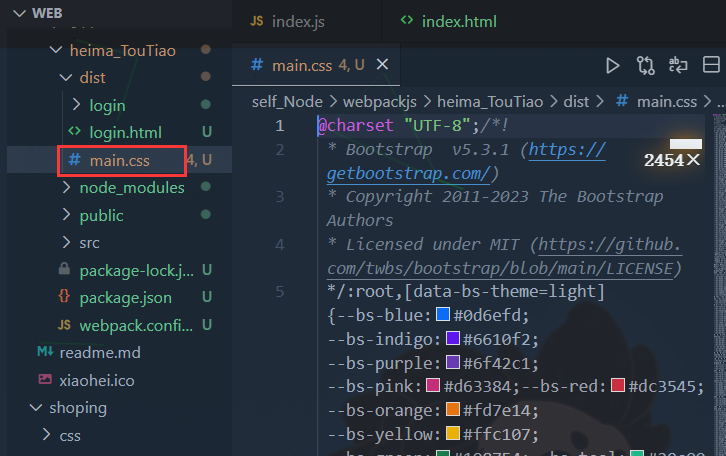 WEB
heima_TouTiao
dist
login
login.html U
main.css 4, U
node_modules
public
src
package-lock.j... U
package.json U
webpack.confi... U
readme.md
xiaohei.ico
shoping
css
index.js
index.html
main.css 4, U
self_Node > webpackjs > heima_TouTiao > dist > # main.css > ...
1 @charset "UTF-8";/*!
2 * Bootstrap  v5.3.1 (https://
getbootstrap.com/)
3 * Copyright 2011-2023 The Bootstrap
Authors
4 * Licensed under MIT (https://github.
com/twbs/bootstrap/blob/main/LICENSE)
5 */:root,[data-bs-theme=light]
{--bs-blue:#0d6efd;
--bs-indigo:#6610f2;
--bs-purple:#6f42c1;
--bs-pink:#d63384;--bs-red:#dc3545;
--bs-orange:#fd7e14;
--bs-yellow:#ffc107;
2454×